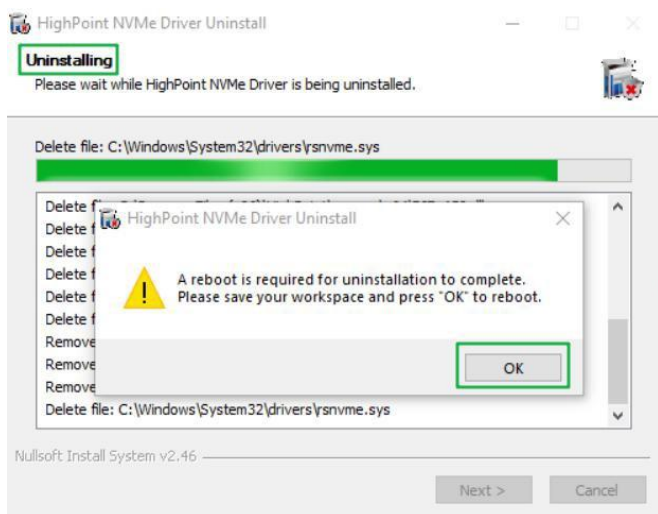 HighPoint NVMe Driver Uninstall
Uninstalling
Please wait while HighPoint NVMe Driver is being uninstalled.
Delete file: C:\Windows\System32\drivers\rsnvme.sys
Delete
HighPoint NVMe Driver Uninstall
Delete
Delete
Delete
A reboot is required for uninstallation to complete.
Delete
Please save your workspace and press "OK" to reboot.
Delete
Remove
Remove
OK
Remove
Delete file: C:\Windows\System32\drivers\rsnvme.sys
Nullsoft Install System v2.46
Next >
Cancel